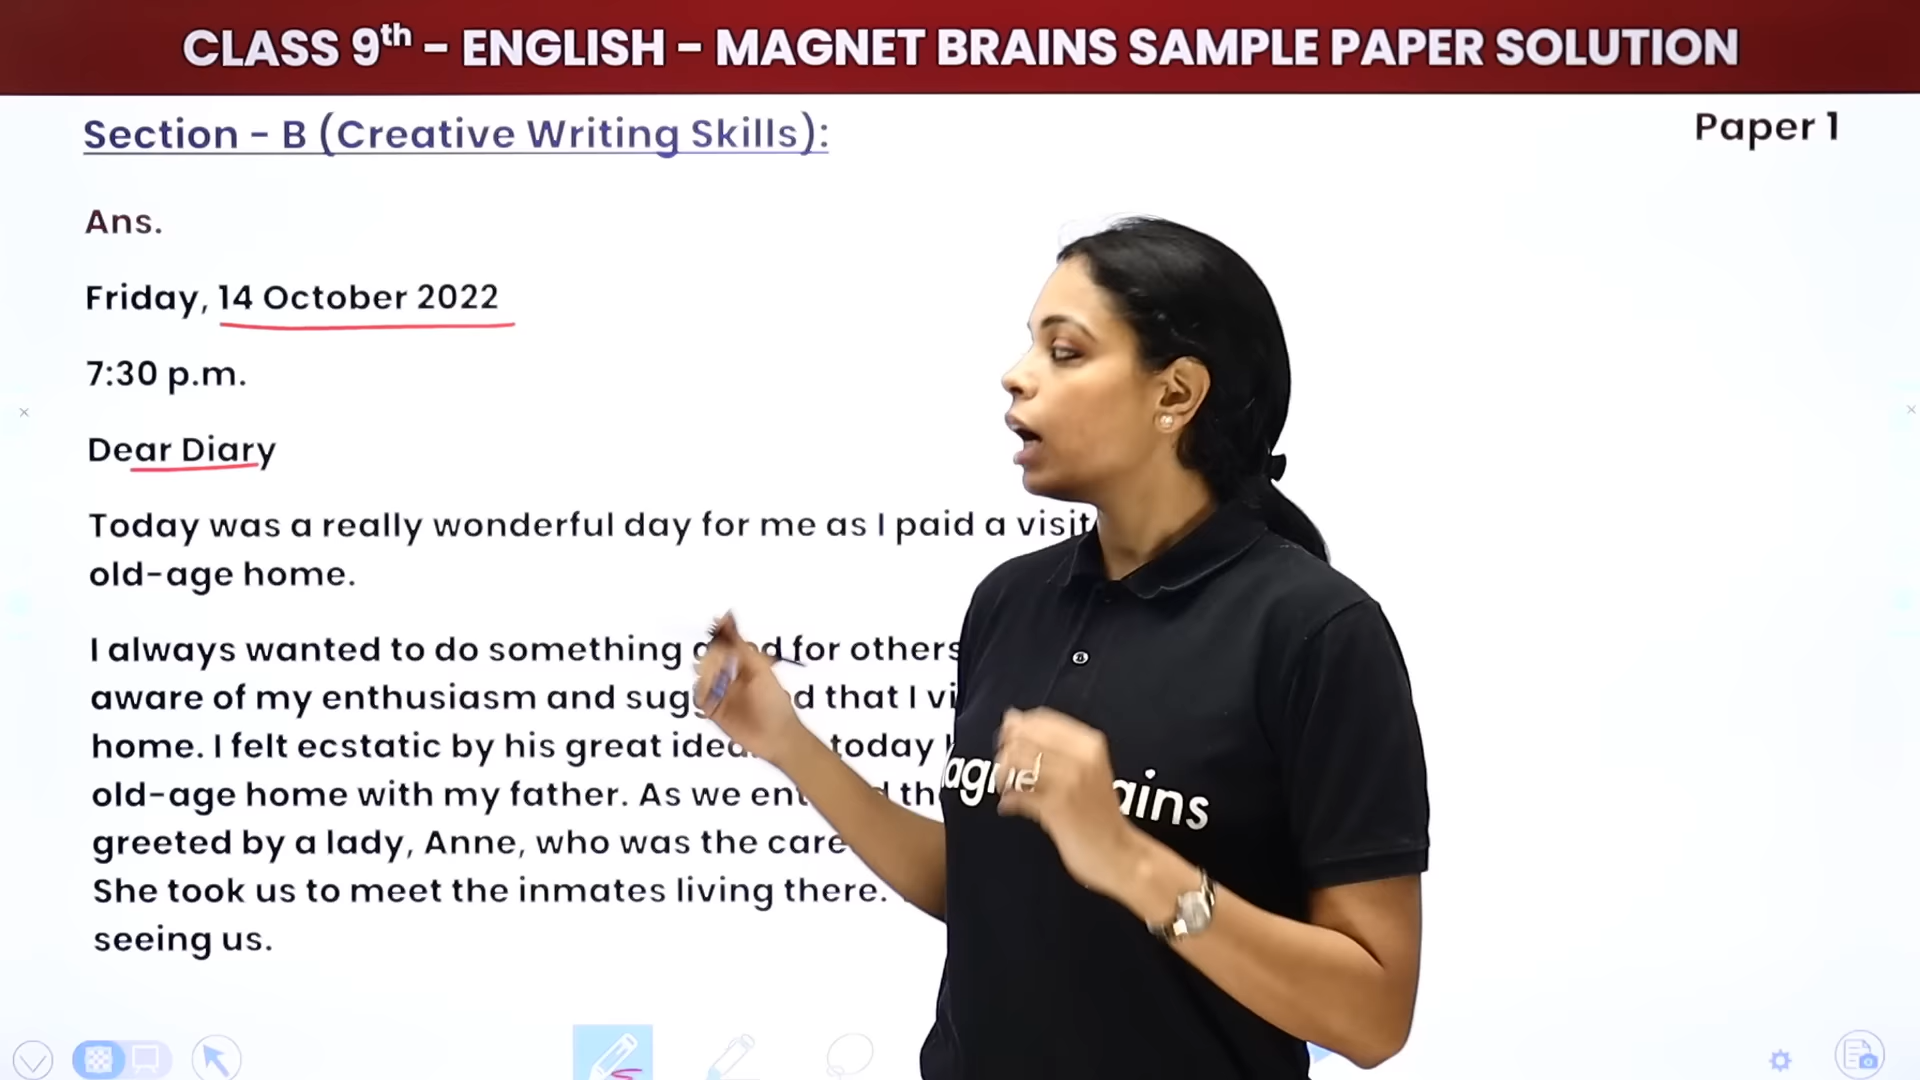 CLASS 9th – ENGLISH – MAGNET BRAINS SAMPLE PAPER SOLUTION
Section - B (Creative Writing Skills):
Paper 1
Ans.
Friday, 14 October 2022
7:30 p.m.
Dear Diary
Today was a really wonderful day for me as I paid a visit
old-age home.
I always wanted to do something for others
aware of my enthusiasm and that I
home. I felt ecstatic by his great today
old-age home with my father. As we
greeted by a lady, Anne, who was the
She took us to meet the inmates living there.
seeing us.